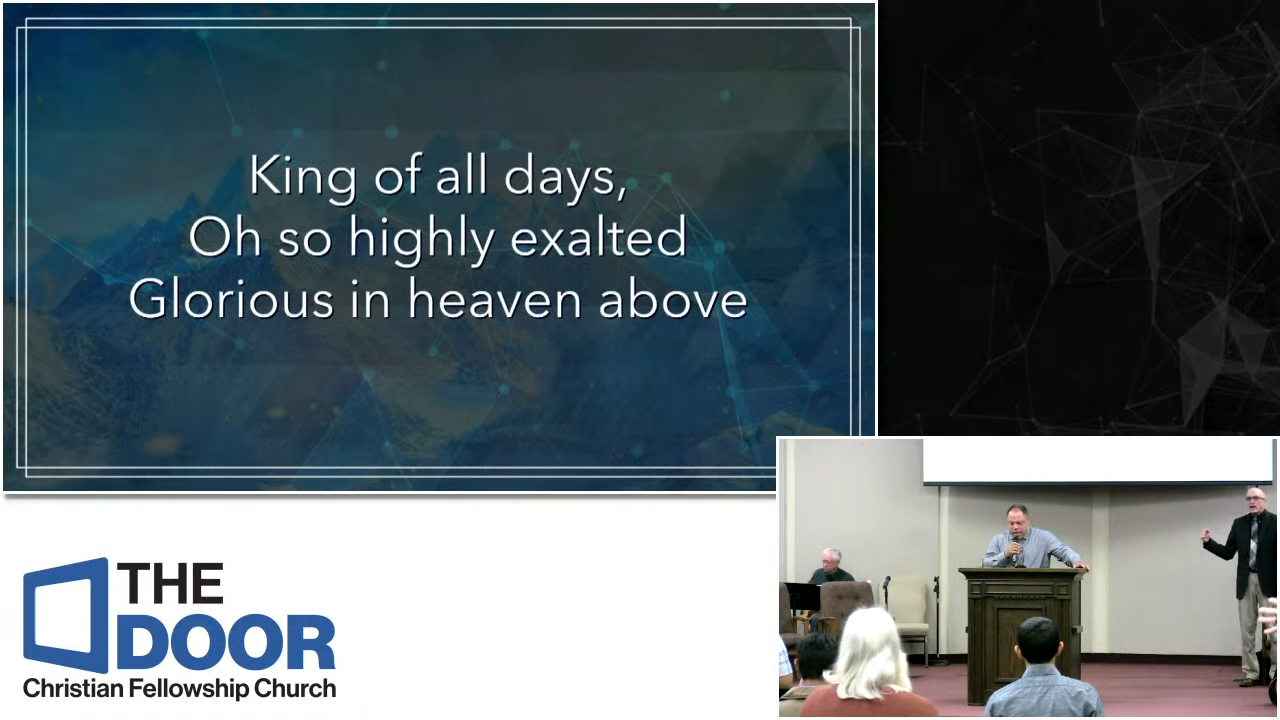 King of all days,
Oh so highly exalted
Glorious in heaven above
THE
DOOR
Christian Fellowship Church